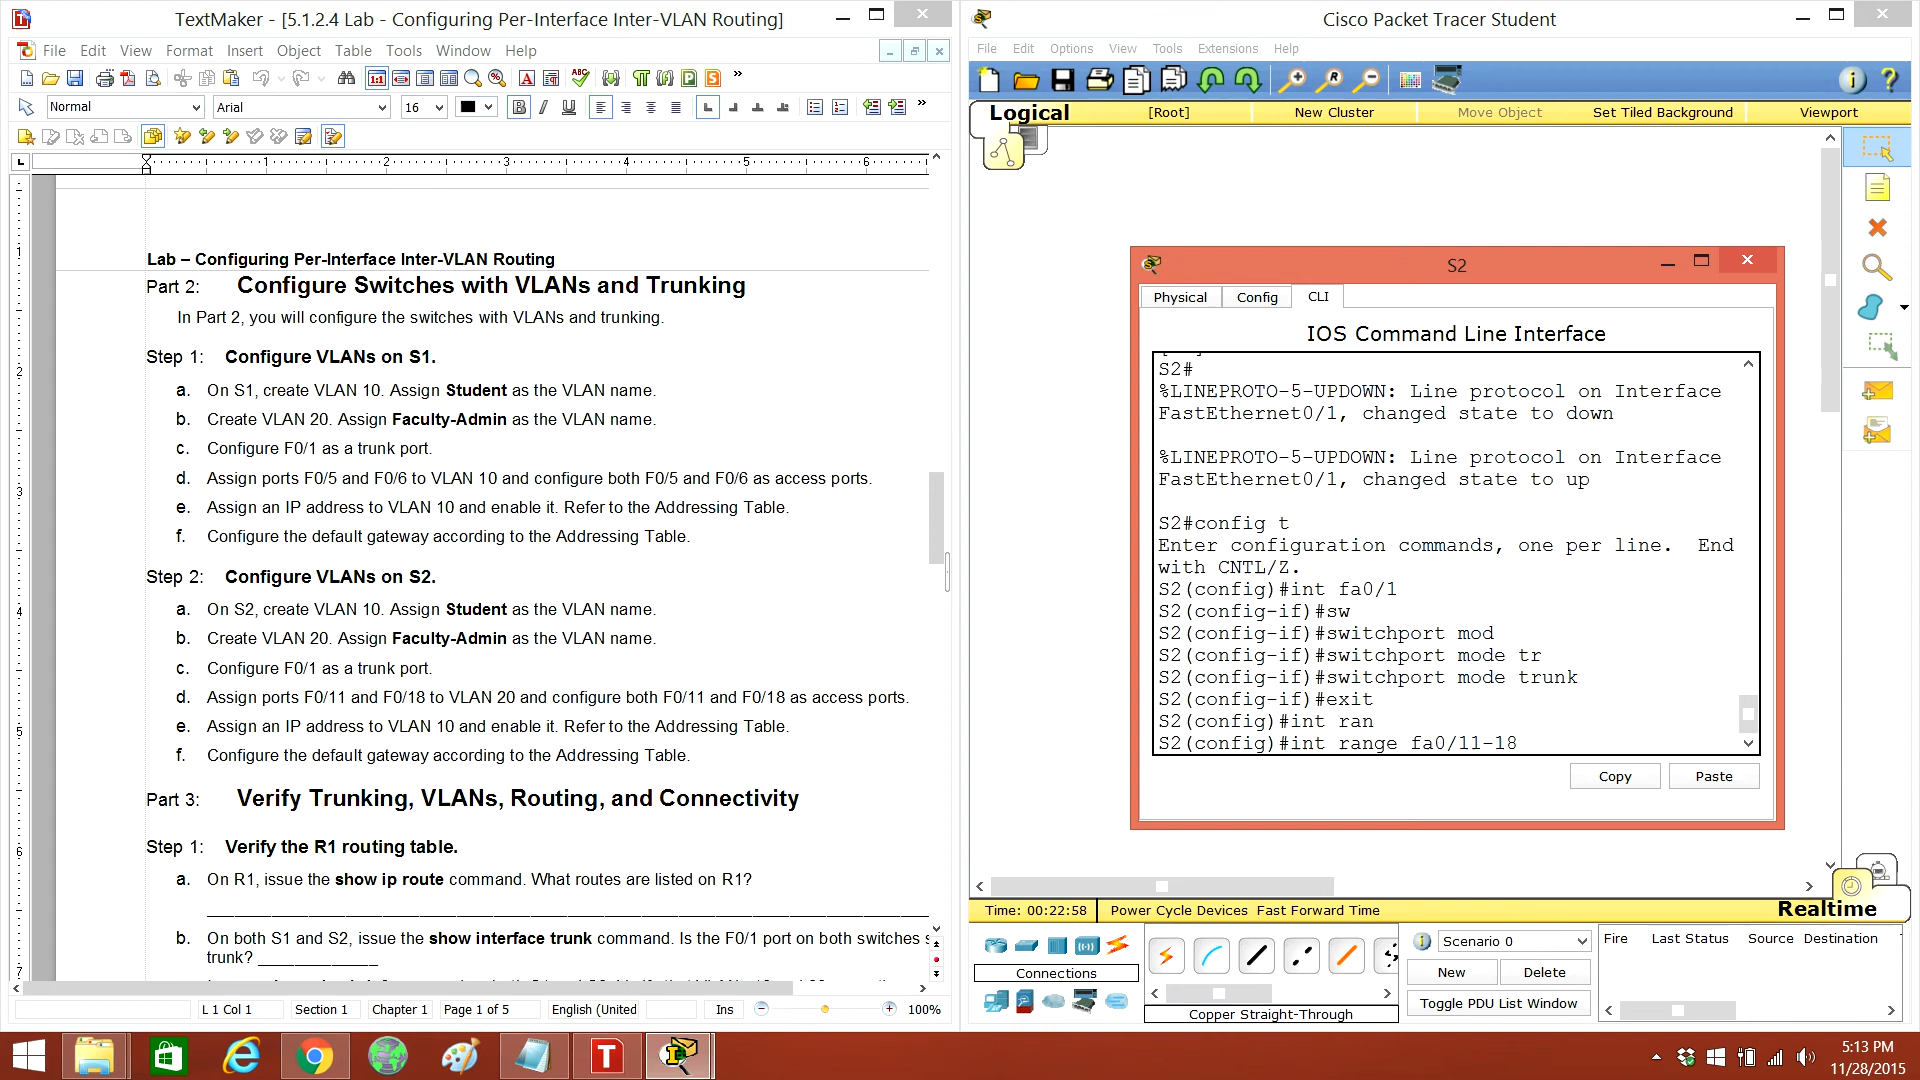 TextMaker - [5.1.2.4 Lab - Configuring Per-Interface Inter-VLAN Routing]
File Edit View Format Insert Object Table Tools Window Help
Normal Arial 16
Lab – Configuring Per-Interface Inter-VLAN Routing
Part 2: Configure Switches with VLANs and Trunking
In Part 2, you will configure the switches with VLANs and trunking.
Step 1: Configure VLANs on S1.
a. On S1, create VLAN 10. Assign Student as the VLAN name.
b. Create VLAN 20. Assign Faculty-Admin as the VLAN name.
c. Configure F0/1 as a trunk port.
d. Assign ports F0/5 and F0/6 to VLAN 10 and configure both F0/5 and F0/6 as access ports.
e. Assign an IP address to VLAN 10 and enable it. Refer to the Addressing Table.
f. Configure the default gateway according to the Addressing Table.
Step 2: Configure VLANs on S2.
a. On S2, create VLAN 10. Assign Student as the VLAN name.
b. Create VLAN 20. Assign Faculty-Admin as the VLAN name.
c. Configure F0/1 as a trunk port.
d. Assign ports F0/11 and F0/18 to VLAN 20 and configure both F0/11 and F0/18 as access ports.
e. Assign an IP address to VLAN 10 and enable it. Refer to the Addressing Table.
f. Configure the default gateway according to the Addressing Table.
Part 3: Verify Trunking, VLANs, Routing, and Connectivity
Step 1: Verify the R1 routing table.
a. On R1, issue the show ip route command. What routes are listed on R1?
b. On both S1 and S2, issue the show interface trunk command. Is the F0/1 port on both switches s
trunk? ____________
L 1 Col 1 Section 1 Chapter 1 Page 1 of 5 English (United Ins 100%
Cisco Packet Tracer Student
File Edit Options View Tools Extensions Help
Logical [Root] New Cluster Move Object Set Tiled Background Viewport
S2
Physical Config CLI
IOS Command Line Interface
S2#
%LINEPROTO-5-UPDOWN: Line protocol on Interface
FastEthernet0/1, changed state to down
%LINEPROTO-5-UPDOWN: Line protocol on Interface
FastEthernet0/1, changed state to up
S2#config t
Enter configuration commands, one per line. End
with CNTL/Z.
S2(config)#int fa0/1
S2(config-if)#sw
S2(config-if)#switchport mod
S2(config-if)#switchport mode tr
S2(config-if)#switchport mode trunk
S2(config-if)#exit
S2(config)#int ran
S2(config)#int range fa0/11-18
Copy Paste
Time: 00:22:58 Power Cycle Devices Fast Forward Time
Realtime
Connections
Copper Straight-Through
Scenario 0
New Delete
Toggle PDU List Window
Fire Last Status Source Destination
5:13 PM
11/28/2015